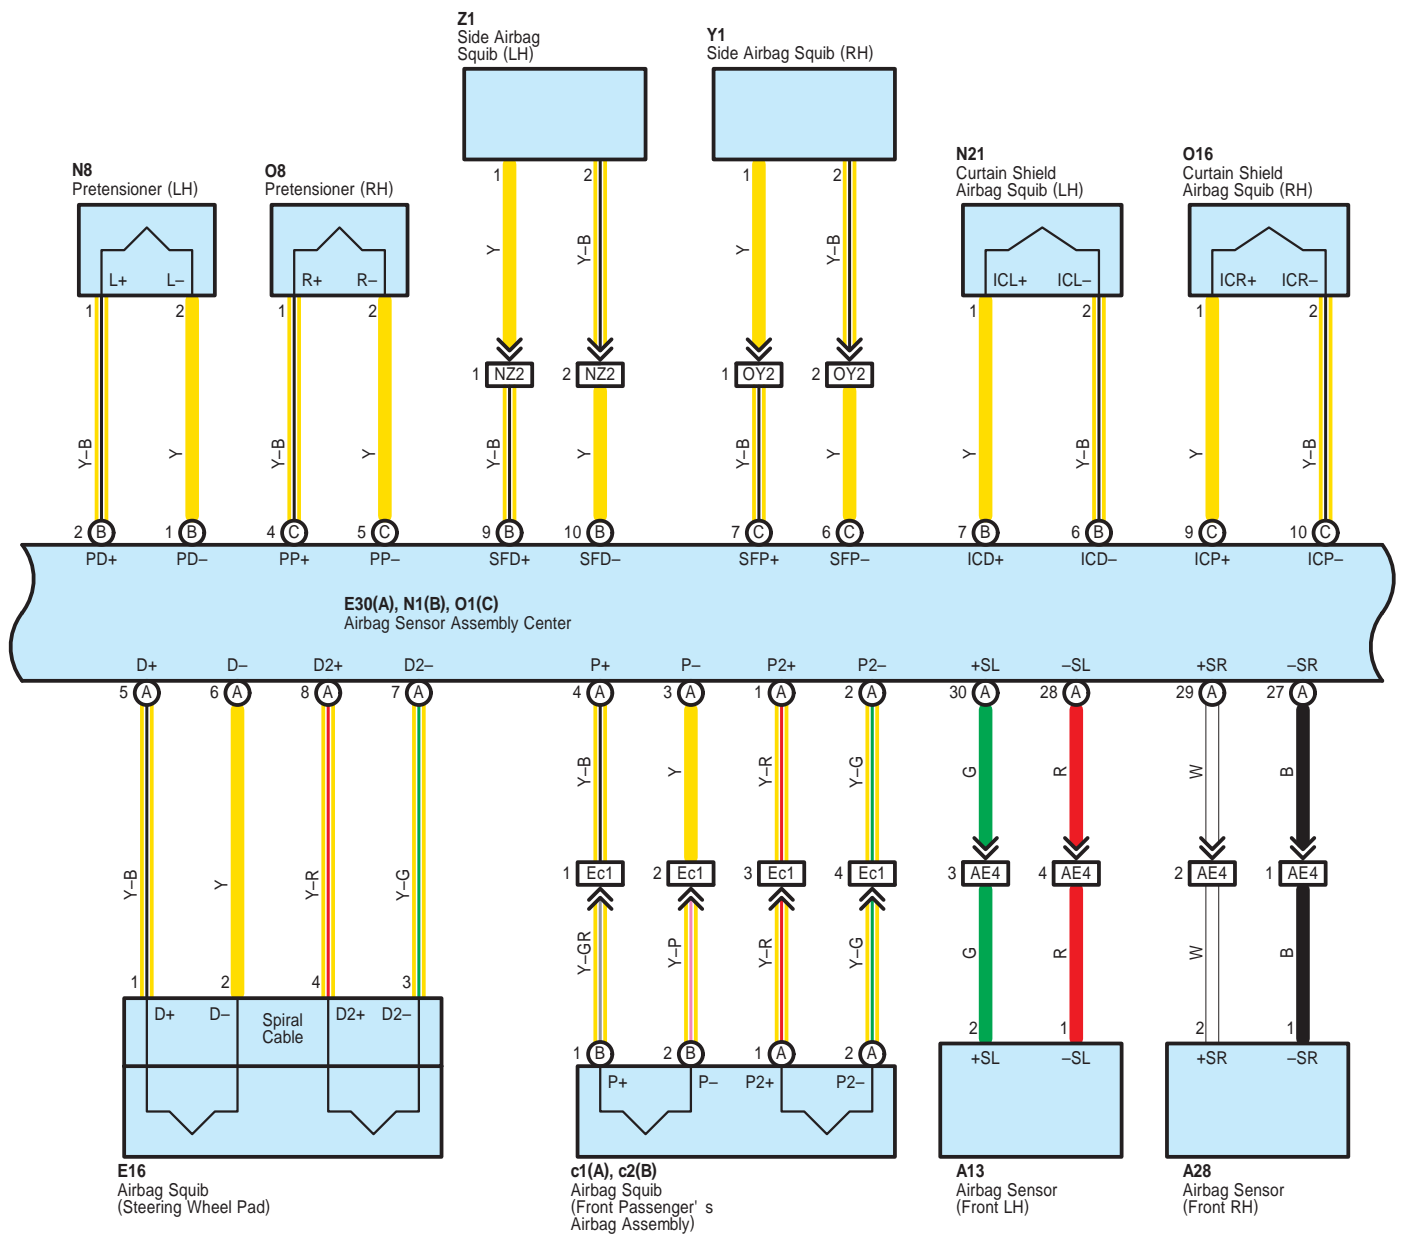 Z1
Side Airbag
Squib (LH)
Y1
Side Airbag Squib (RH)
N8
Pretensioner (LH)
O8
Pretensioner (RH)
N21
Curtain Shield
Airbag Squib (LH)
O16
Curtain Shield
Airbag Squib (RH)
1 2 1 2
L+ L– R+ R– ICL+ ICL– ICR+ ICR–
1 2 1 2 1 2 1 2
Y Y–B Y Y–B
1 NZ2 2 NZ2 1 OY2 2 OY2
Y–B Y Y–B Y Y–B Y Y–B Y Y Y–B Y Y–B
2 B 1 B 4 C 5 C 9 B 10 B 7 C 6 C 7 B 6 B 9 C 10 C
PD+ PD– PP+ PP– SFD+ SFD– SFP+ SFP– ICD+ ICD– ICP+ ICP–
E30(A), N1(B), O1(C)
Airbag Sensor Assembly Center
D+ D– D2+ D2– P+ P– P2+ P2– +SL –SL +SR –SR
5 A 6 A 8 A 7 A 4 A 3 A 1 A 2 A 30 A 28 A 29 A 27 A
Y–B Y Y–R Y–G G R W B
1 Ec1 2 Ec1 3 Ec1 4 Ec1 3 AE4 4 AE4 2 AE4 1 AE4
Y–B Y Y–R Y–G Y–GR Y–P Y–R Y–G G R W B
1 2 4 3
D+ D– Spiral
Cable D2+ D2–
2 1 2 1
1 B 2 B 1 A 2 A
P+ P– P2+ P2– +SL –SL +SR –SR
E16
Airbag Squib
(Steering Wheel Pad)
c1(A), c2(B)
Airbag Squib
(Front Passenger' s
Airbag Assembly)
A13
Airbag Sensor
(Front LH)
A28
Airbag Sensor
(Front RH)